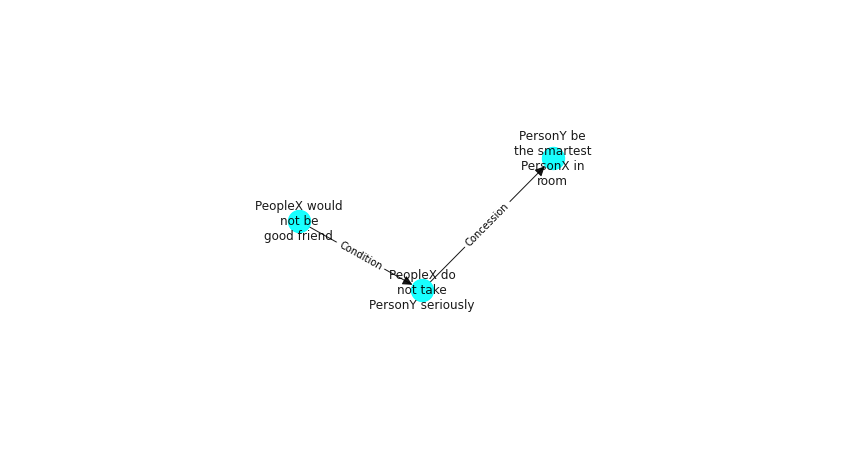 PersonY be
the smartest
PersonX in
room
PeopleX would
not be
good friend
Condition
Concession
PeopleX do
not take
PersonY seriously